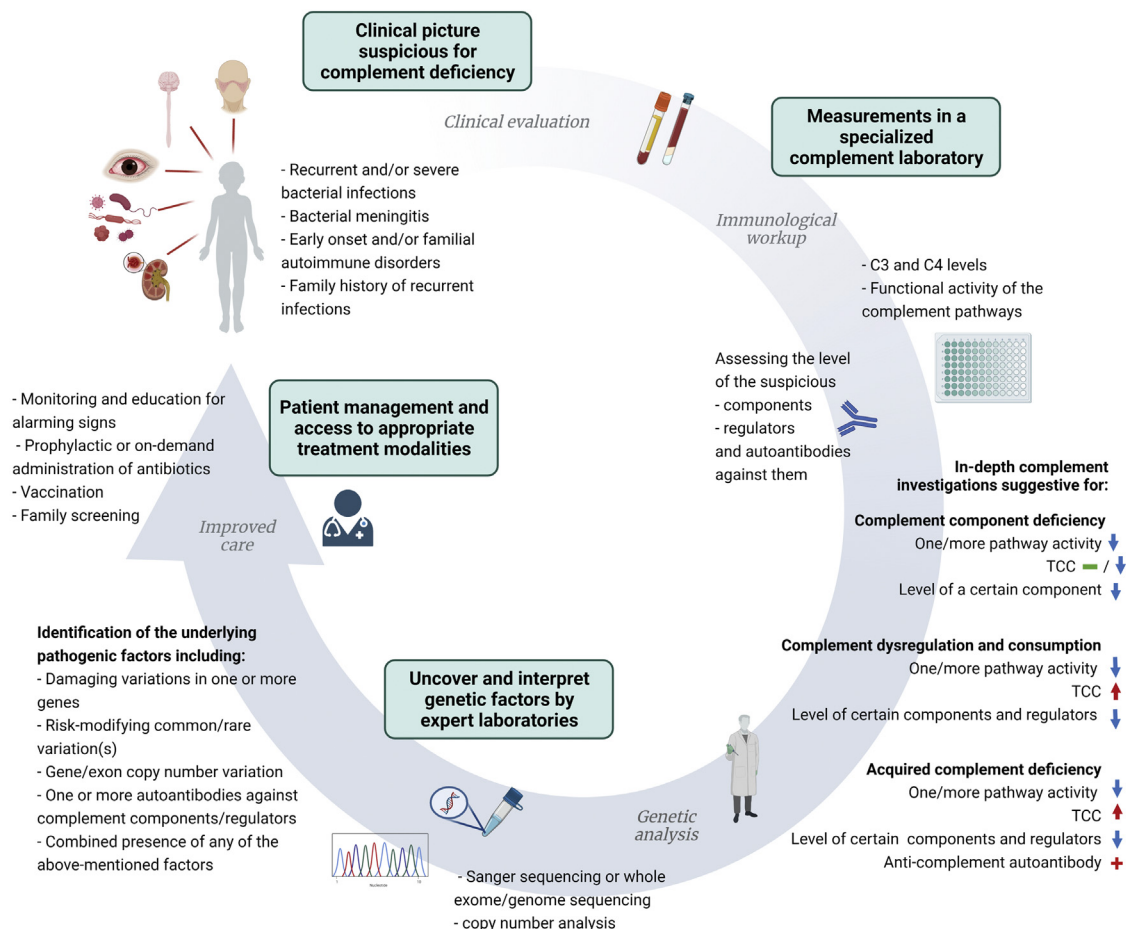 Clinical picture
suspicious for
complement deficiency
Clinical evaluation
- Recurrent and/or severe
bacterial infections
- Bacterial meningitis
- Early onset and/or familial
autoimmune disorders
- Family history of recurrent
infections
Measurements in a
specialized
complement laboratory
Immunological
workup
- C3 and C4 levels
- Functional activity of the
complement pathways
Assessing the level
of the suspicious
- components
- regulators
and autoantibodies
against them
In-depth complement
investigations suggestive for:
Complement component deficiency
One/more pathway activity
TCC /
Level of a certain component
Complement dysregulation and consumption
One/more pathway activity
TCC
Level of certain components and regulators
Acquired complement deficiency
One/more pathway activity
TCC
Level of certain components and regulators
Anti-complement autoantibody +
Genetic
analysis
Uncover and interpret
genetic factors by
expert laboratories
- Sanger sequencing or whole
exome/genome sequencing
- copy number analysis
Nucleotide
Identification of the underlying
pathogenic factors including:
- Damaging variations in one or more
genes
- Risk-modifying common/rare
variation(s)
- Gene/exon copy number variation
- One or more autoantibodies against
complement components/regulators
- Combined presence of any of the
above-mentioned factors
Improved
care
Patient management and
access to appropriate
treatment modalities
- Monitoring and education for
alarming signs
- Prophylactic or on-demand
administration of antibiotics
- Vaccination
- Family screening